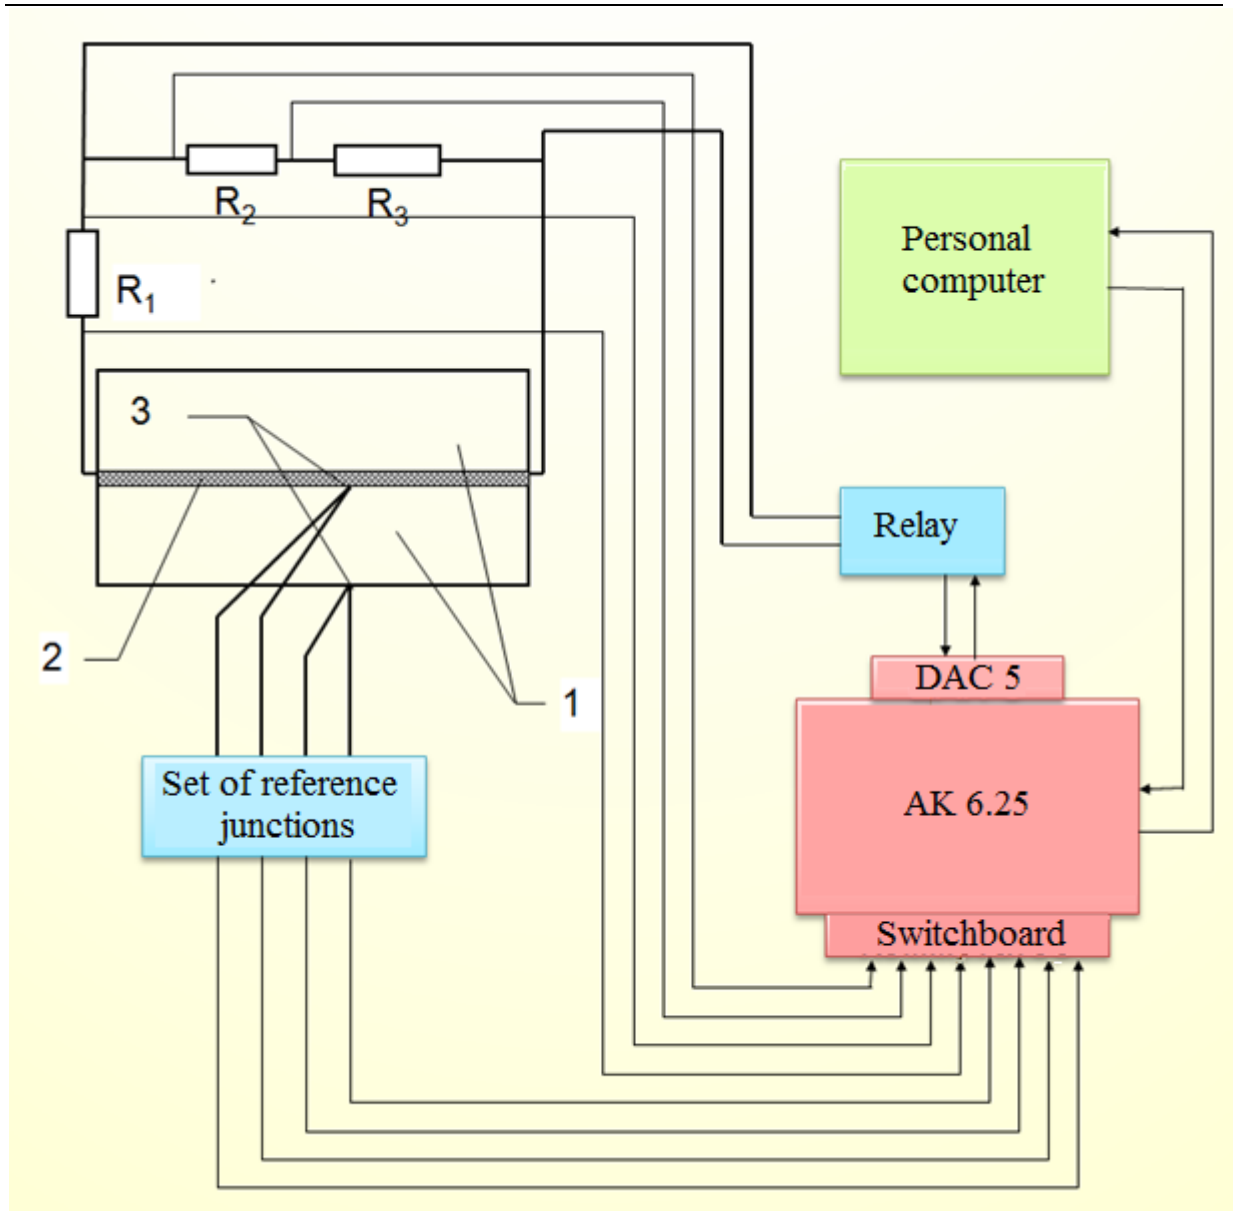 R2
R3
R1
Personal
computer
3
Relay
2
DAC 5
1
Set of reference
junctions
AK 6.25
Switchboard